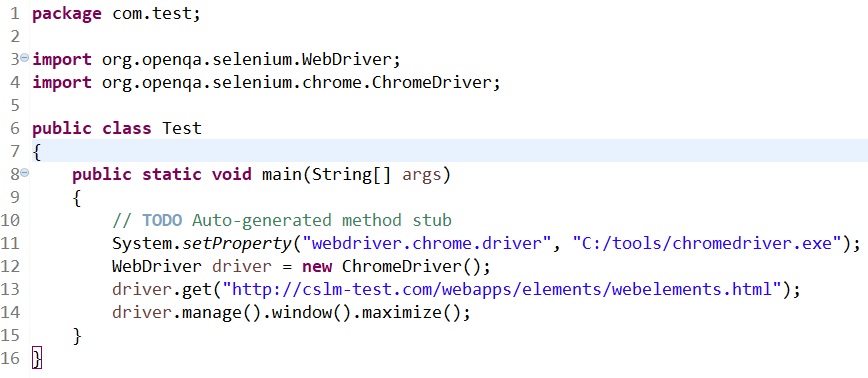 1 package com.test;
2
3 import org.openqa.selenium.WebDriver;
4 import org.openqa.selenium.chrome.ChromeDriver;
5
6 public class Test
7 {
8     public static void main(String[] args)
9     {
10         // TODO Auto-generated method stub
11         System.setProperty("webdriver.chrome.driver", "C:/tools/chromedriver.exe");
12         WebDriver driver = new ChromeDriver();
13         driver.get("http://cslm-test.com/webapps/elements/webelements.html");
14         driver.manage().window().maximize();
15     }
16 }